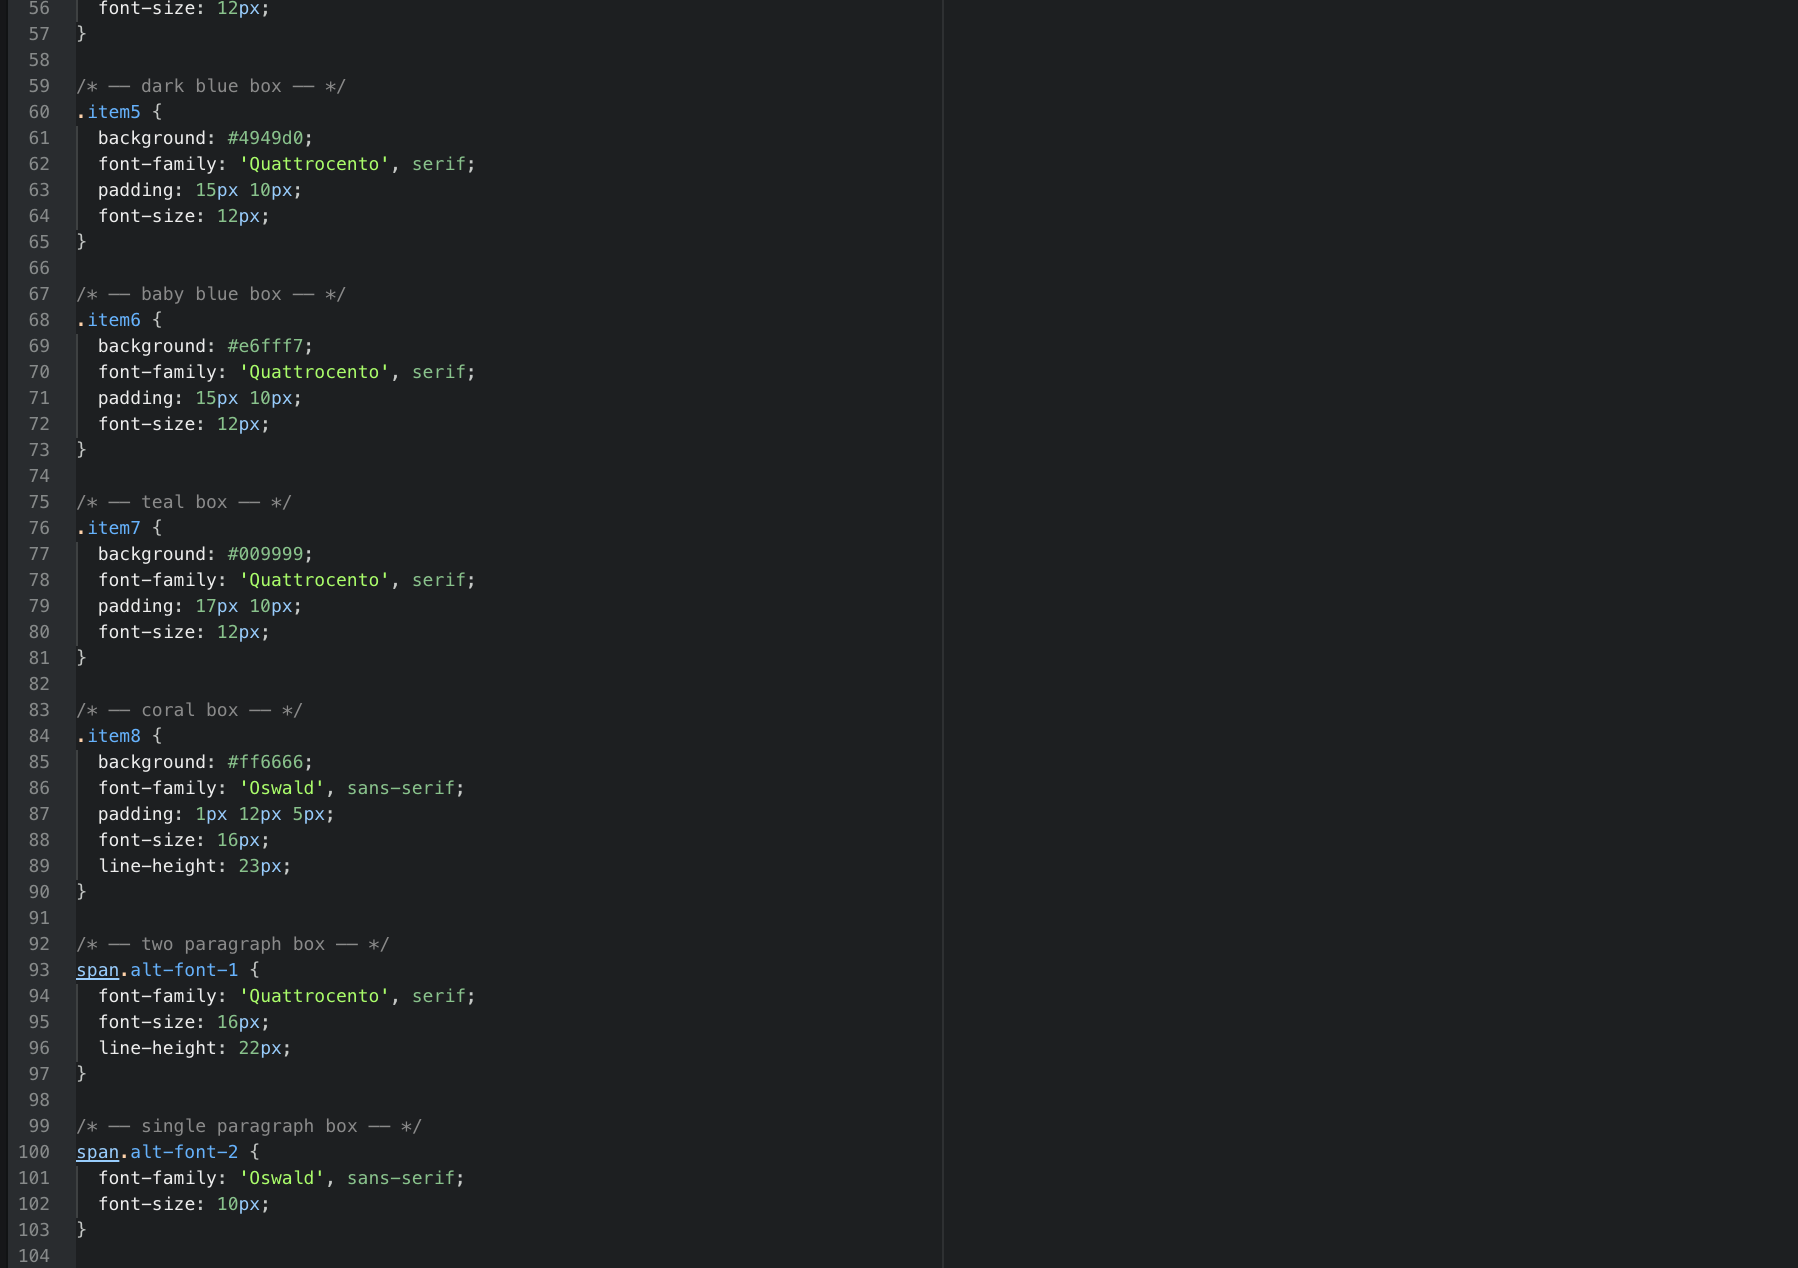 56 font-size: 12px;
57 }
58
59 /* —— dark blue box —— */
60 .item5 {
61 background: #4949d0;
62 font-family: 'Quattrocento', serif;
63 padding: 15px 10px;
64 font-size: 12px;
65 }
66
67 /* —— baby blue box —— */
68 .item6 {
69 background: #e6fff7;
70 font-family: 'Quattrocento', serif;
71 padding: 15px 10px;
72 font-size: 12px;
73 }
74
75 /* —— teal box —— */
76 .item7 {
77 background: #009999;
78 font-family: 'Quattrocento', serif;
79 padding: 17px 10px;
80 font-size: 12px;
81 }
82
83 /* —— coral box —— */
84 .item8 {
85 background: #ff6666;
86 font-family: 'Oswald', sans-serif;
87 padding: 1px 12px 5px;
88 font-size: 16px;
89 line-height: 23px;
90 }
91
92 /* —— two paragraph box —— */
93 span.alt-font-1 {
94 font-family: 'Quattrocento', serif;
95 font-size: 16px;
96 line-height: 22px;
97 }
98
99 /* —— single paragraph box —— */
100 span.alt-font-2 {
101 font-family: 'Oswald', sans-serif;
102 font-size: 10px;
103 }
104